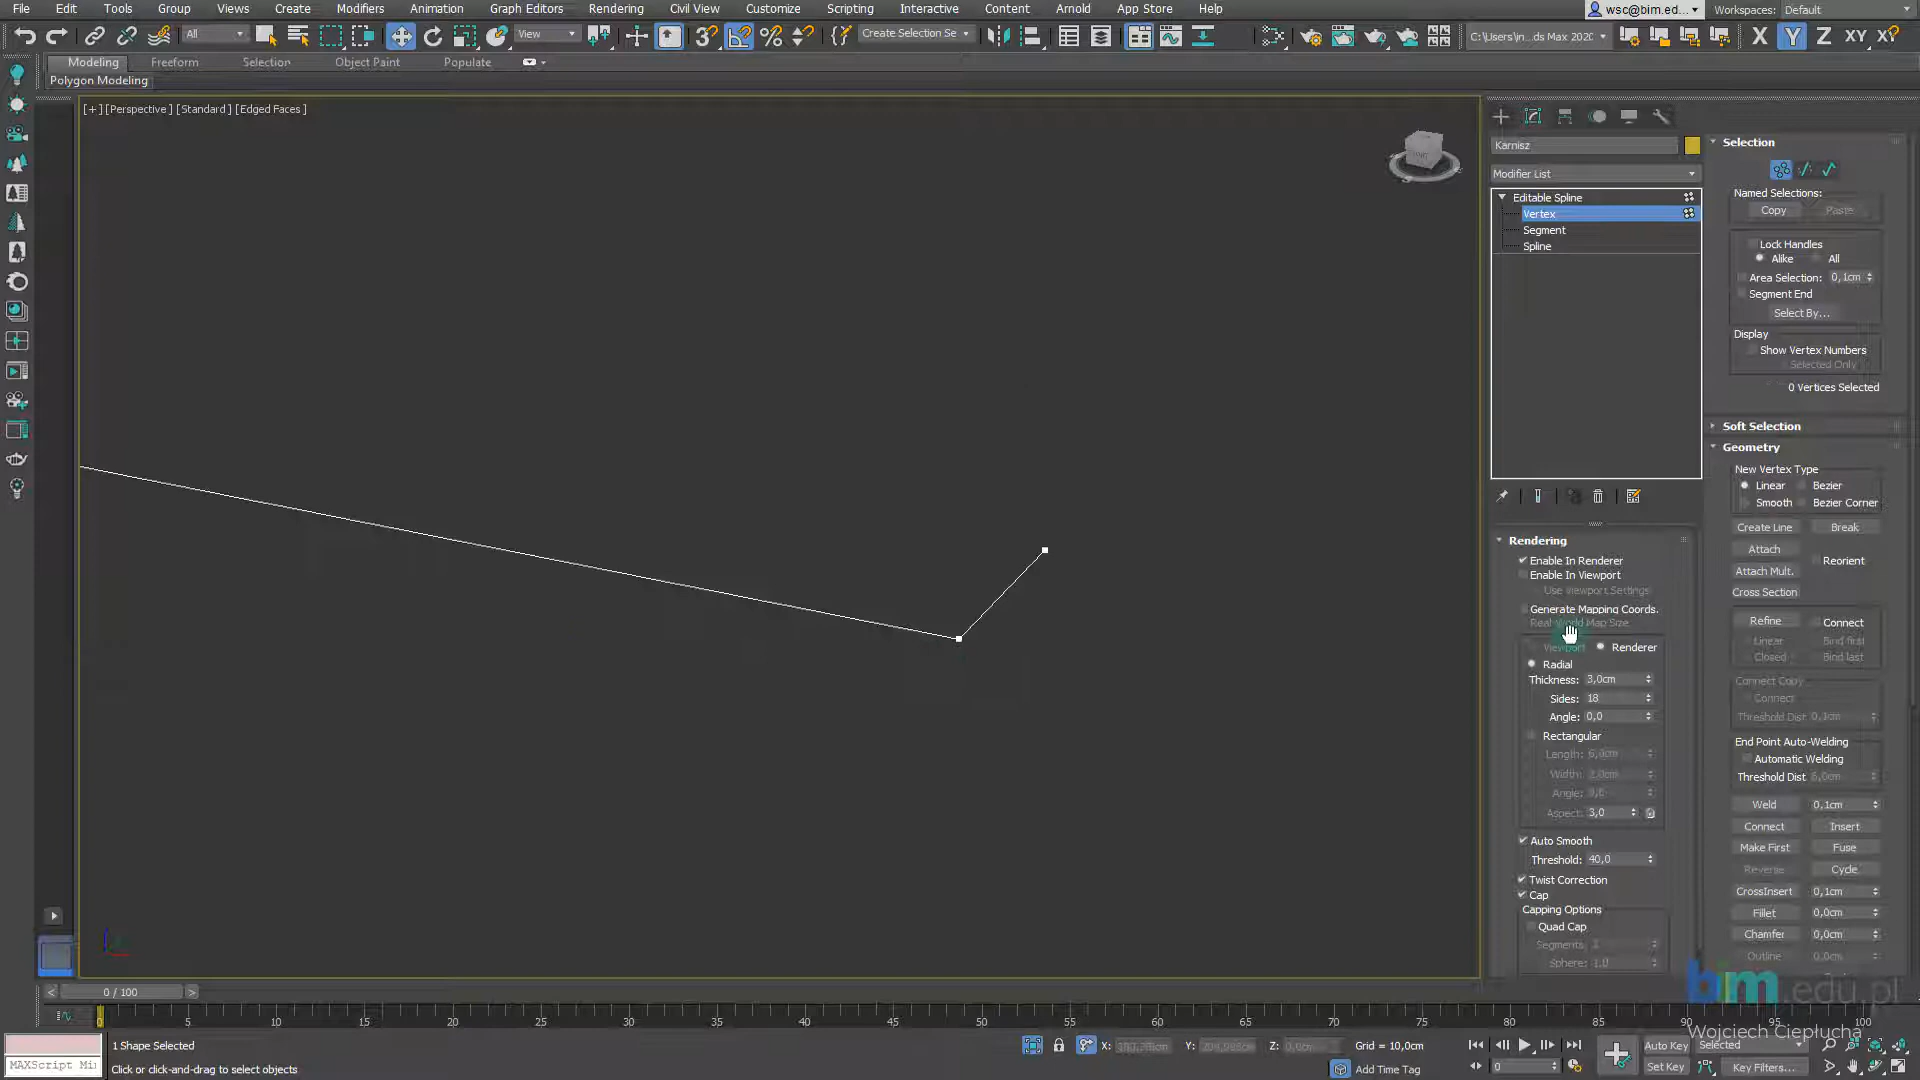 File Edit Tools Group Views Create Modifiers Animation Graph Editors Rendering Civil View Customize Scripting Interactive Content Arnold App Store Help wsc@bim.ed... Workspaces: Default
All View Create Selection Se C:\Users\n...ds Max 2020 X Y Z XY
Modeling Freeform Selection Object Paint Populate
Polygon Modeling
[+] [Perspective] [Standard] [Edged Faces]
Karnisz
Modifier List
Editable Spline
Vertex
Segment
Spline
Rendering
Enable In Renderer
Enable In Viewport
Use Viewport Settings
Generate Mapping Coords.
Real-World Map Size
Viewport Renderer
Radial
Thickness: 3,0cm
Sides: 18
Angle: 0,0
Rectangular
Length: 6,0cm
Width:
Angle: 0,0
Aspect: 3,0
Auto Smooth
Threshold: 40,0
Twist Correction
Cap
Capping Options
Quad Cap
Segments:
Sphere: 1,0
Selection
Named Selections:
Copy Paste
Lock Handles
Alike All
Area Selection: 0,1cm
Segment End
Select By...
Display
Show Vertex Numbers
Selected Only
0 Vertices Selected
Soft Selection
Geometry
New Vertex Type
Linear Bezier
Smooth Bezier Corner
Create Line Break
Attach Reorient
Attach Mult.
Cross Section
Refine Connect
Linear Bind first
Closed Bind last
Connect Copy
Connect
Threshold Dist 0,1cm
End Point Auto-Welding
Automatic Welding
Threshold Dist 6,0cm
Weld 0,1cm
Connect Insert
Make First Fuse
Reverse Cycle
CrossInsert 0,1cm
Fillet 0,0cm
Chamfer 0,0cm
Outline 0,0cm
bim.edu.pl
Wojciech Ciepłucha
0 / 100
0 5 10 15 20 25 30 35 40 45 50 55 60 65 70 75 80 85 90 95 100
1 Shape Selected X: Y: Z: 0,0cm Grid = 10,0cm Auto Key Selected
MAXScript Mi Click or click-and-drag to select objects Add Time Tag 0 Set Key Key Filters...